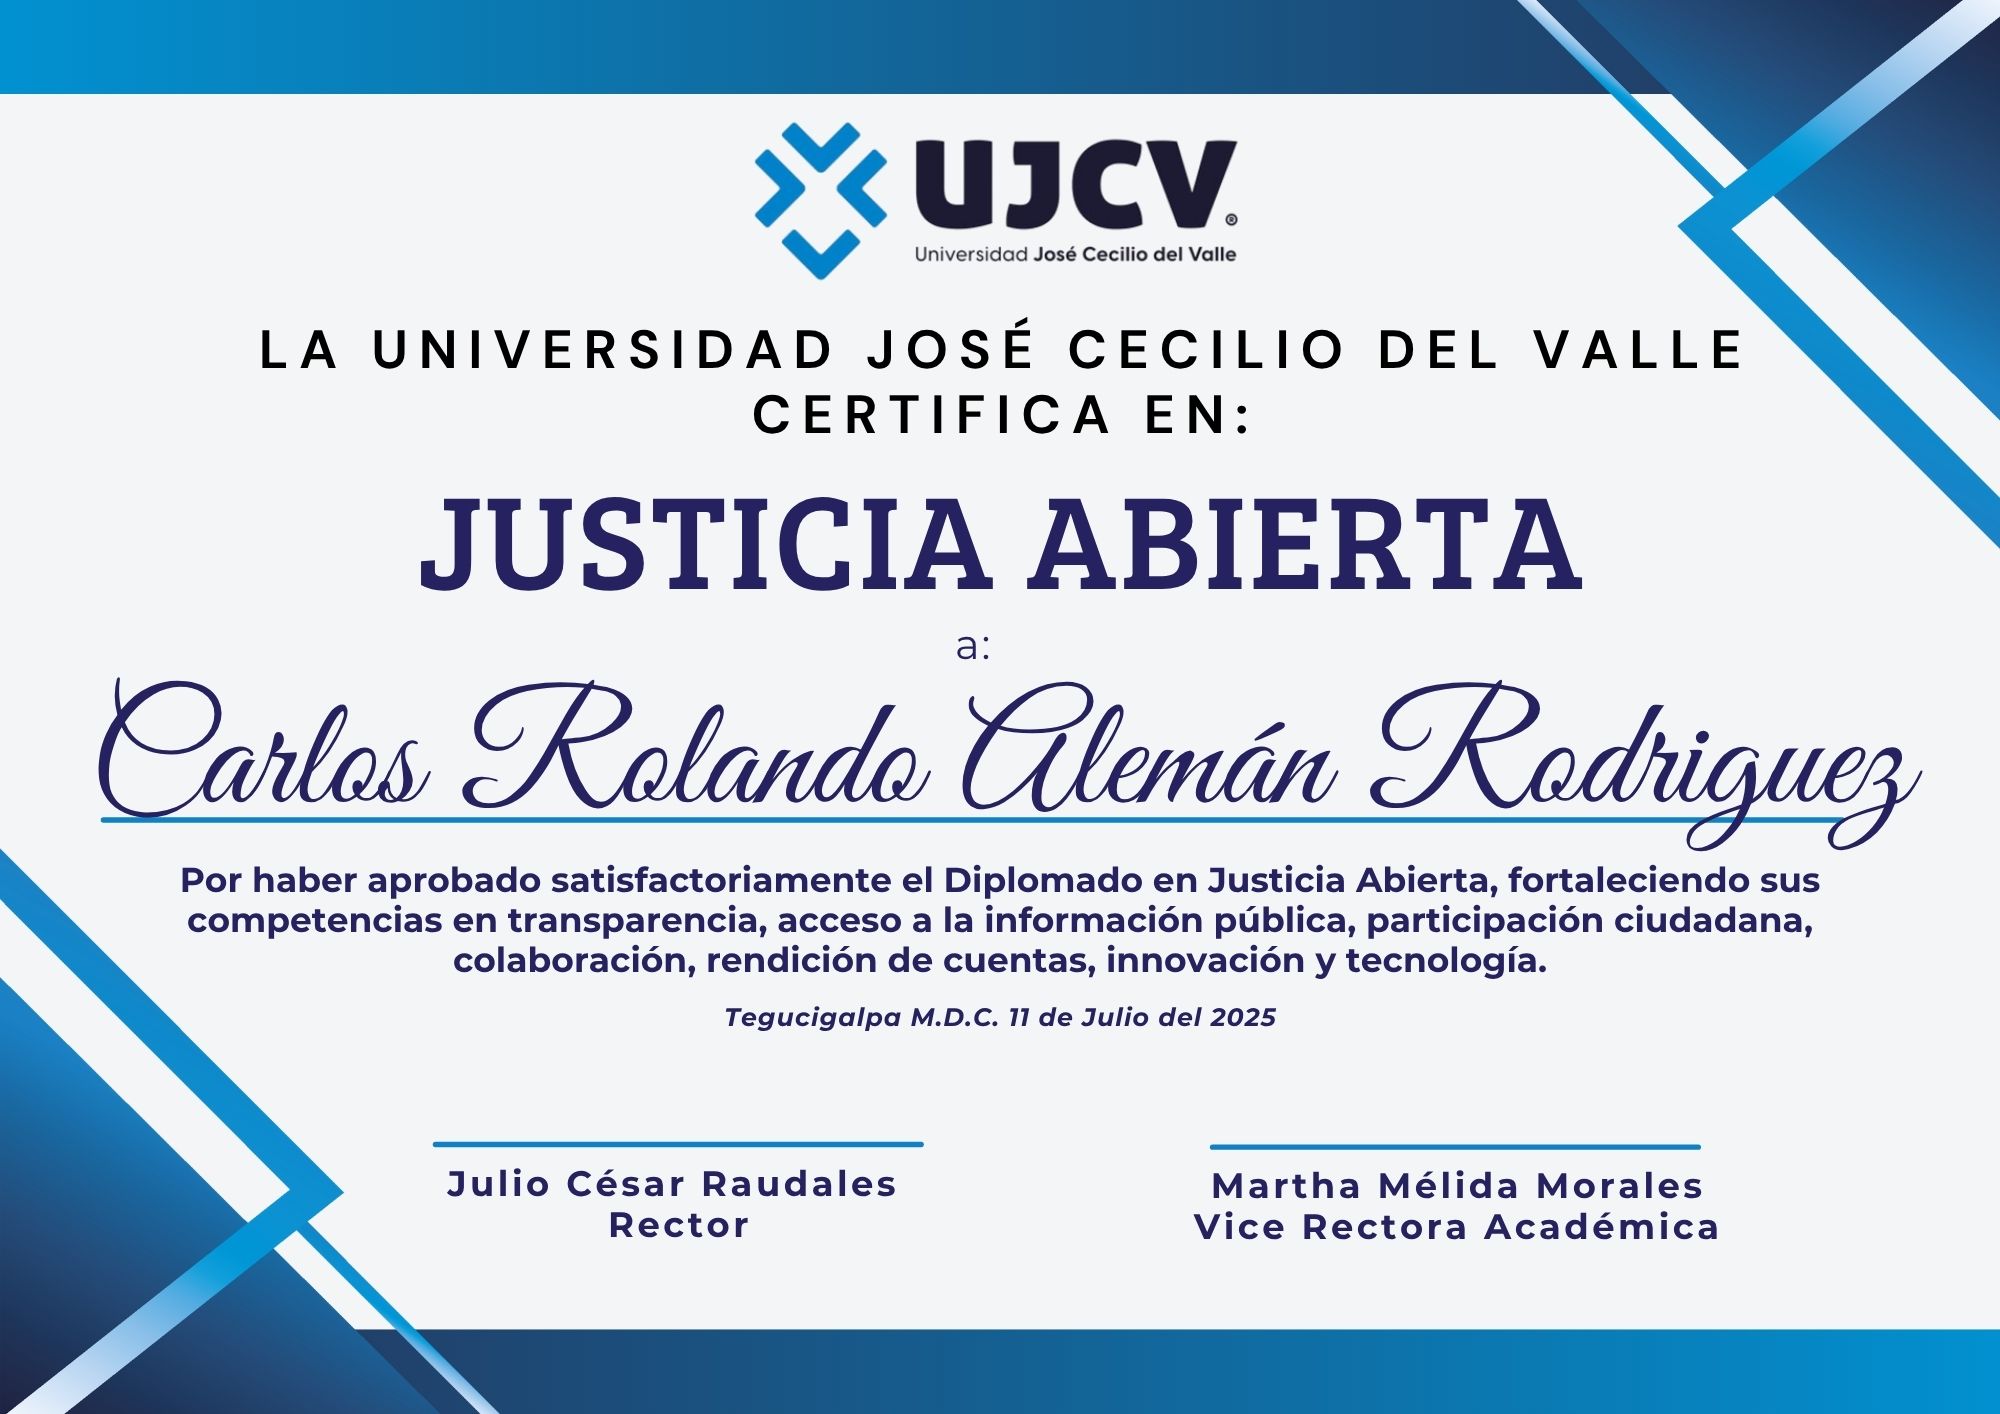 UJCV®
Universidad José Cecilio del Valle
LA UNIVERSIDAD JOSÉ CECILIO DEL VALLE
CERTIFICA EN:
JUSTICIA ABIERTA
a:
Carlos Rolando Alemán Rodriguez
Por haber aprobado satisfactoriamente el Diplomado en Justicia Abierta, fortaleciendo sus
competencias en transparencia, acceso a la información pública, participación ciudadana,
colaboración, rendición de cuentas, innovación y tecnología.
Tegucigalpa M.D.C. 11 de Julio del 2025
Julio César Raudales
Rector
Martha Mélida Morales
Vice Rectora Académica